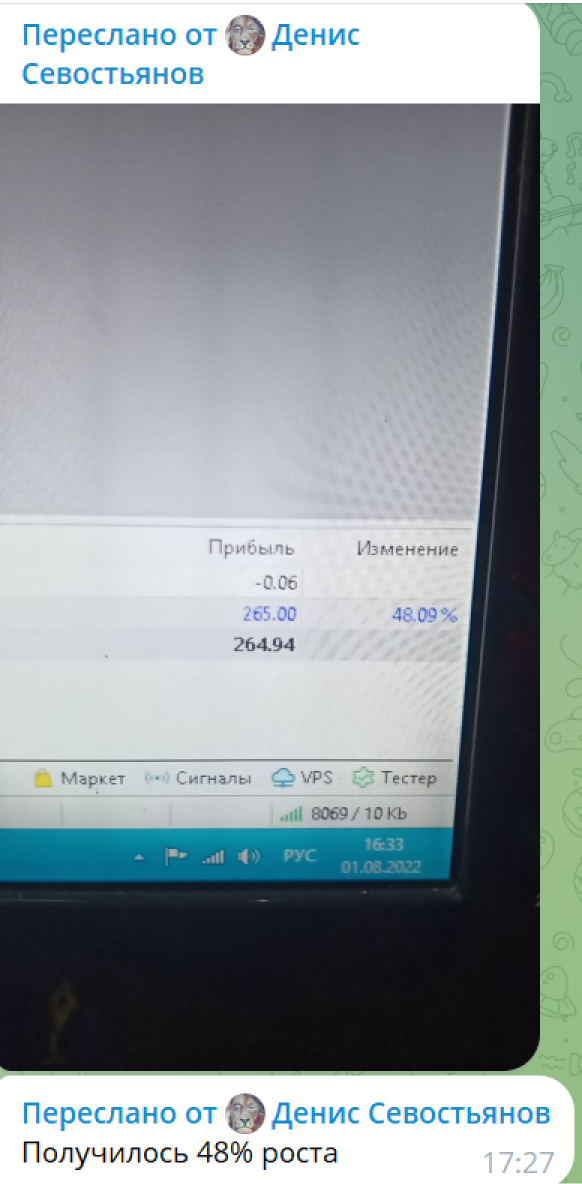 Переслано от Денис
Севостьянов
Прибыль Изменение
-0.06
265.00 48.09%
264.94
Маркет Сигналы VPS Тестер
8069 / 10 Kb
РУС 16:33
01.08.2022
Переслано от Денис Севостьянов
Получилось 48% роста
17:27